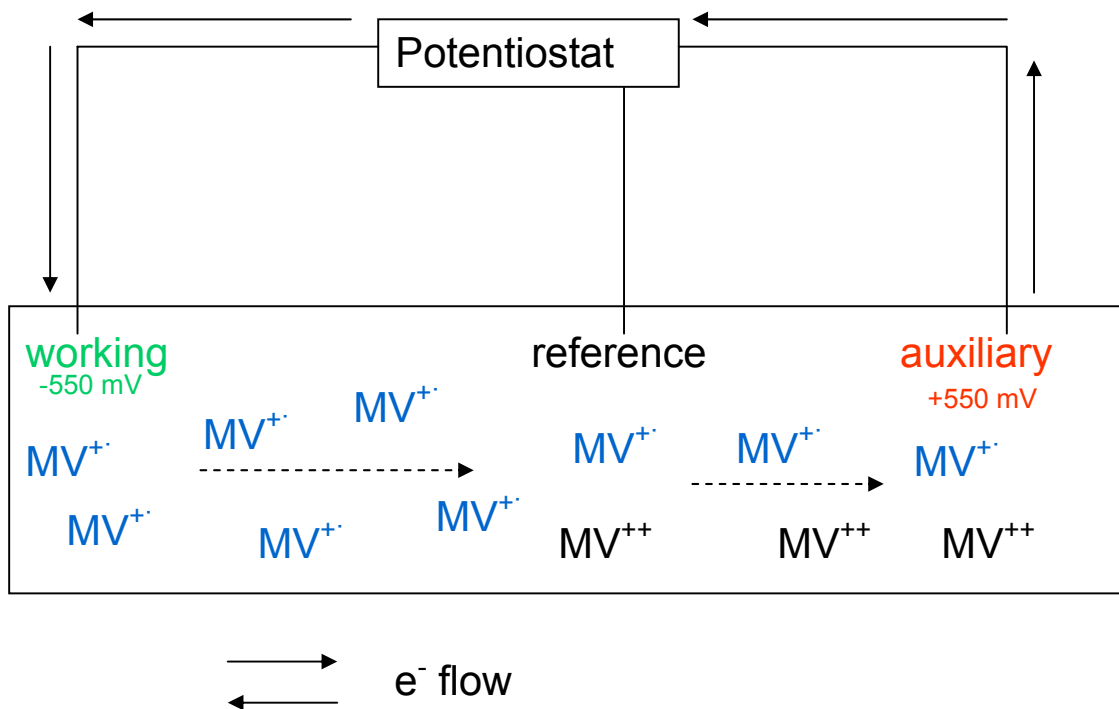 Potentiostat
working reference auxiliary
-550 mV +550 mV
MV⁺˙
MV⁺˙ MV⁺˙ MV⁺˙
MV⁺˙ MV⁺˙
MV⁺˙
MV⁺˙ MV⁺˙ MV⁺⁺ MV⁺⁺ MV⁺⁺
e⁻ flow